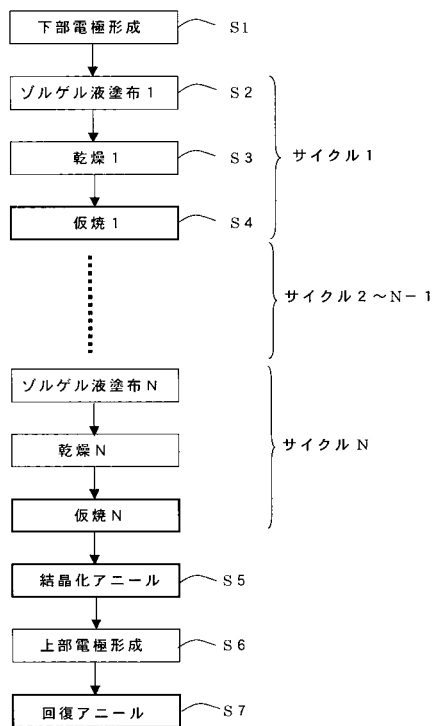 下部電極形成 S1
ゾルゲル液塗布1 S2
乾燥1 S3
サイクル1
仮焼1 S4
サイクル2~N-1
ゾルゲル液塗布N
乾燥N
サイクルN
仮焼N
結晶化アニール S5
上部電極形成 S6
回復アニール S7